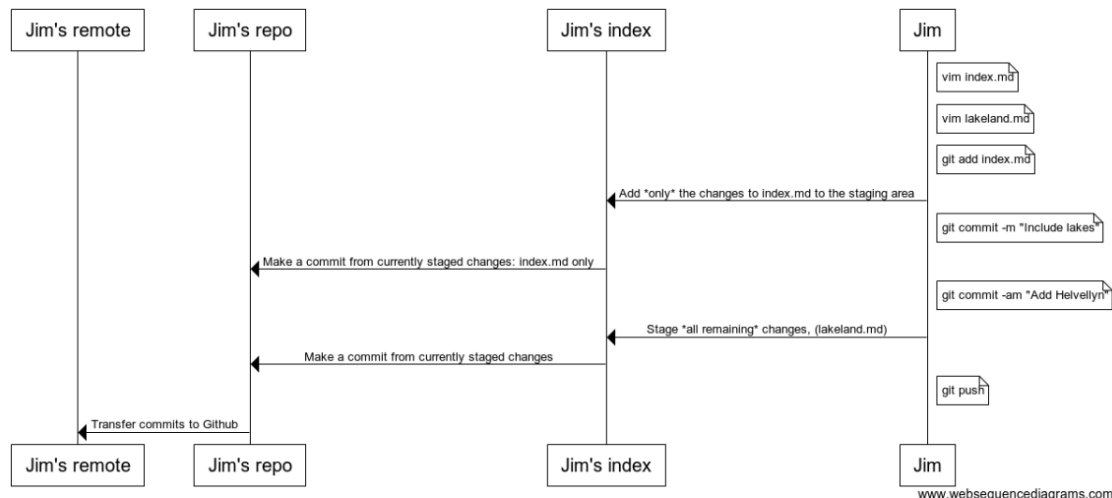 Jim's remote
Jim's repo
Jim's index
Jim
vim index.md
vim lakeland.md
git add index.md
Add *only* the changes to index.md to the staging area
git commit -m "Include lakes"
Make a commit from currently staged changes: index.md only
git commit -am "Add Helvellyn"
Stage *all remaining* changes, (lakeland.md)
Make a commit from currently staged changes
git push
Transfer commits to Github
Jim's remote
Jim's repo
Jim's index
Jim
www.websequencediagrams.com